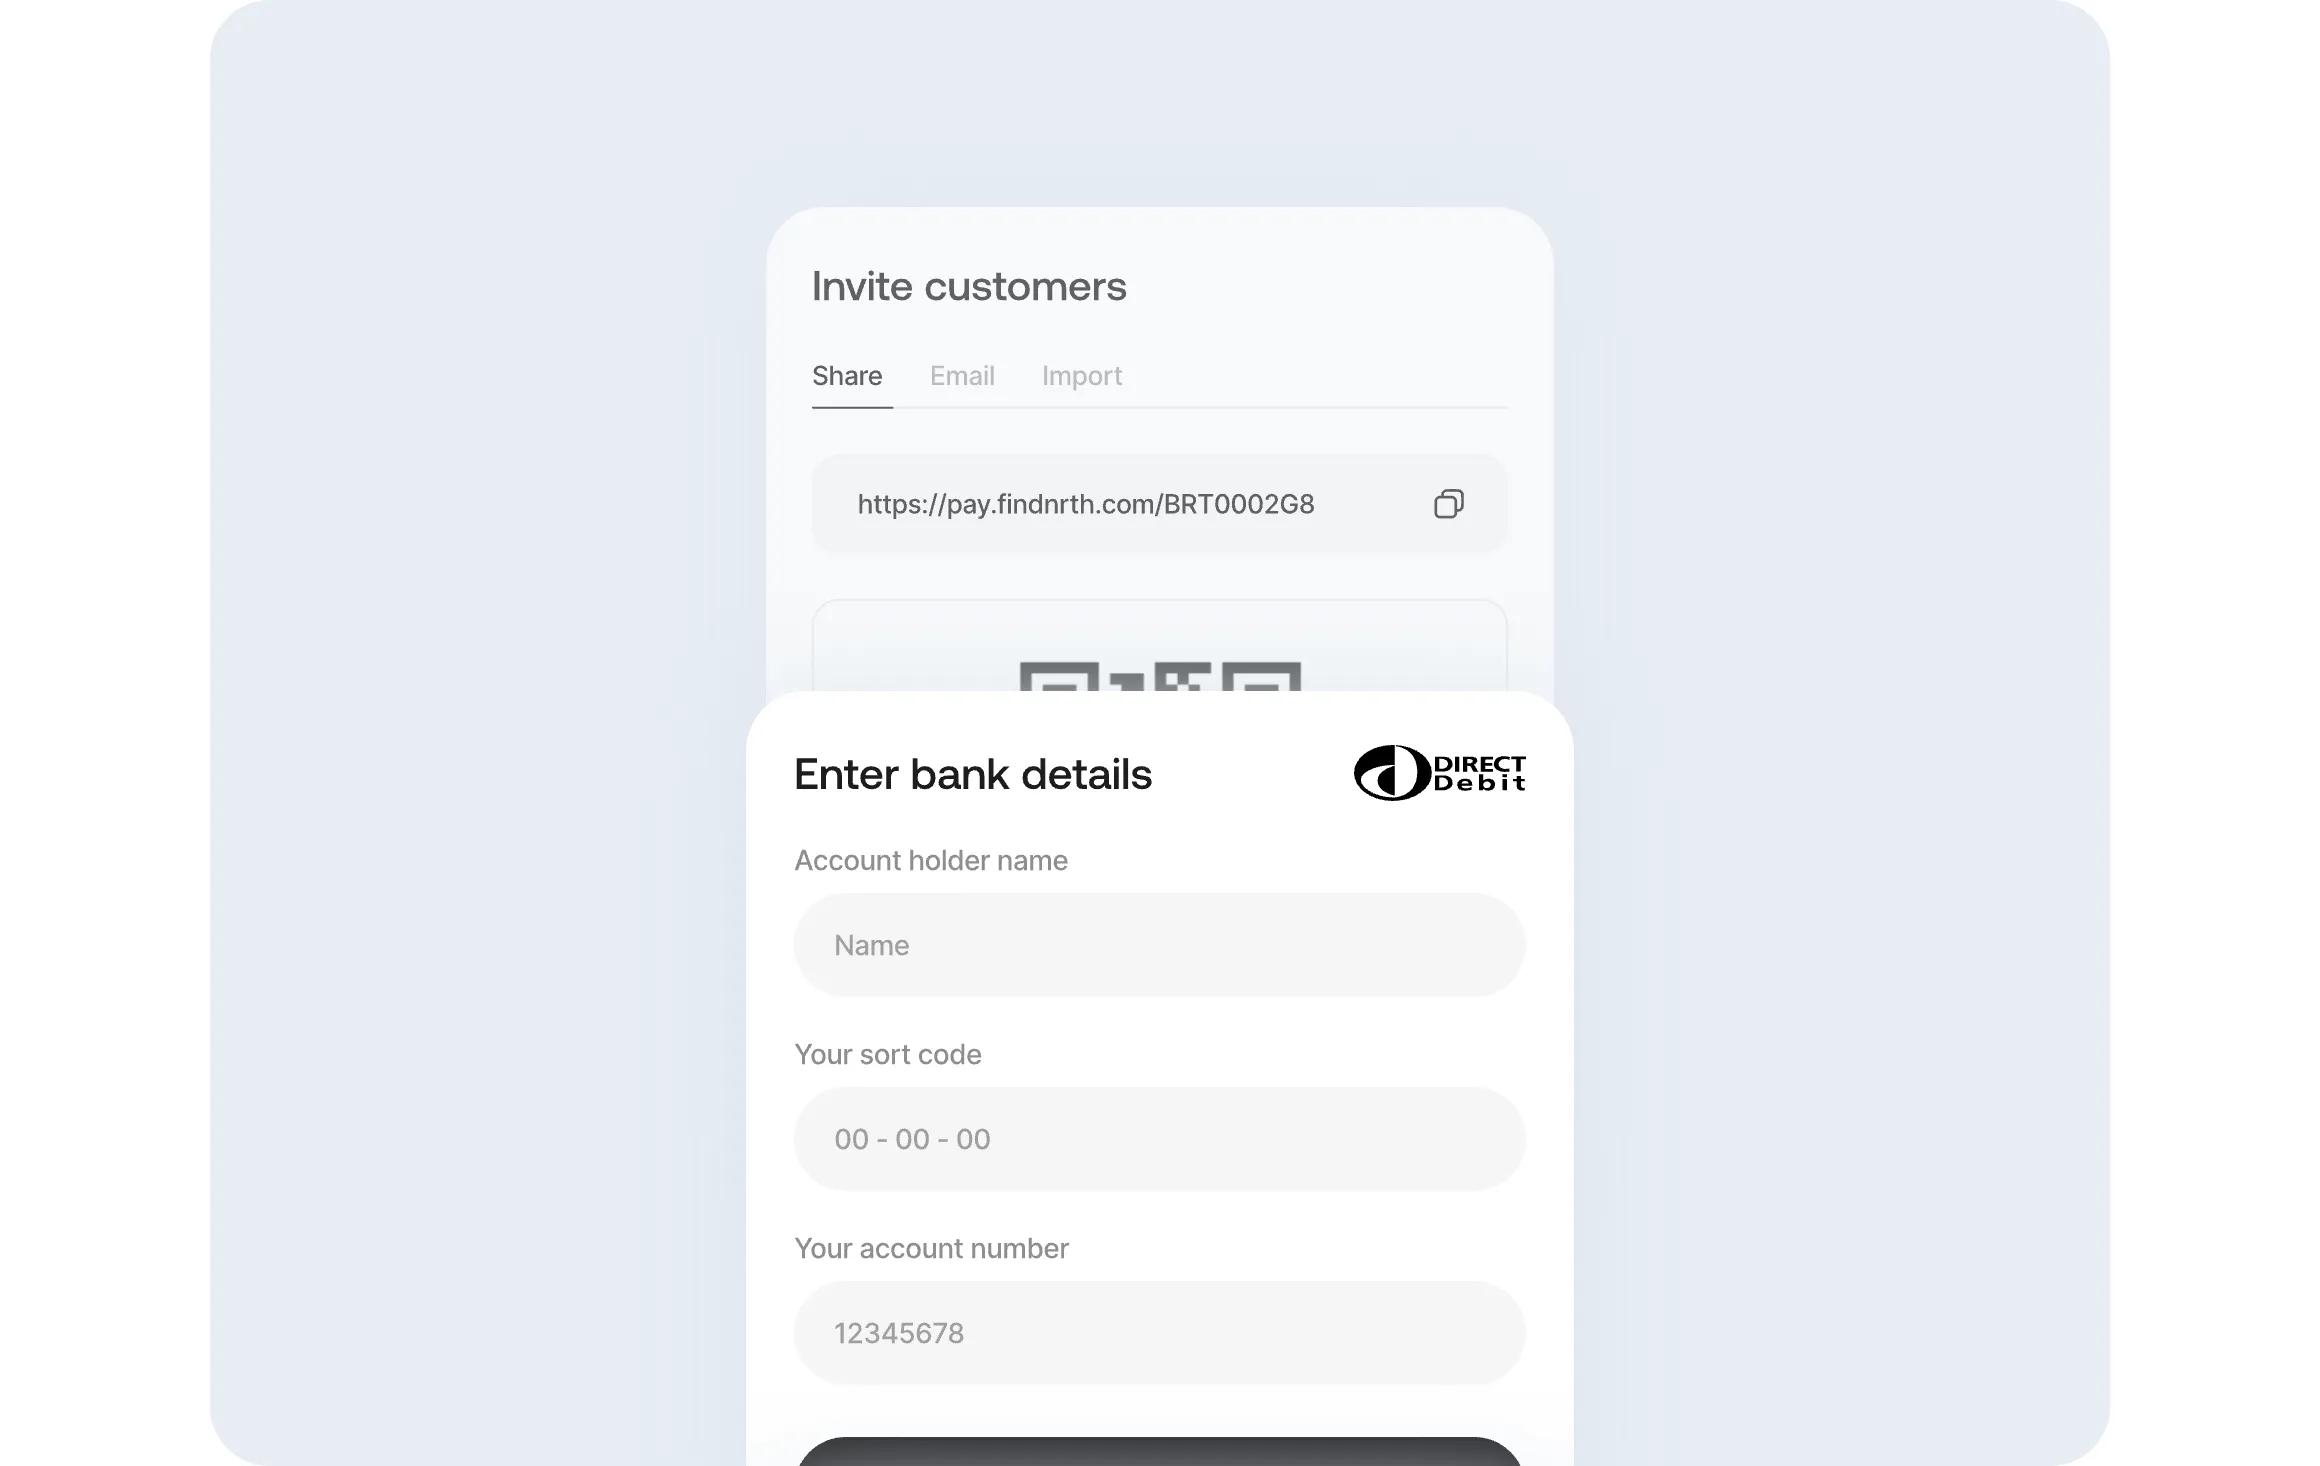 Invite customers
Share Email Import
https://pay.findnrth.com/BRT0002G8
Enter bank details
DIRECT
Debit
Account holder name
Name
Your sort code
00 - 00 - 00
Your account number
12345678